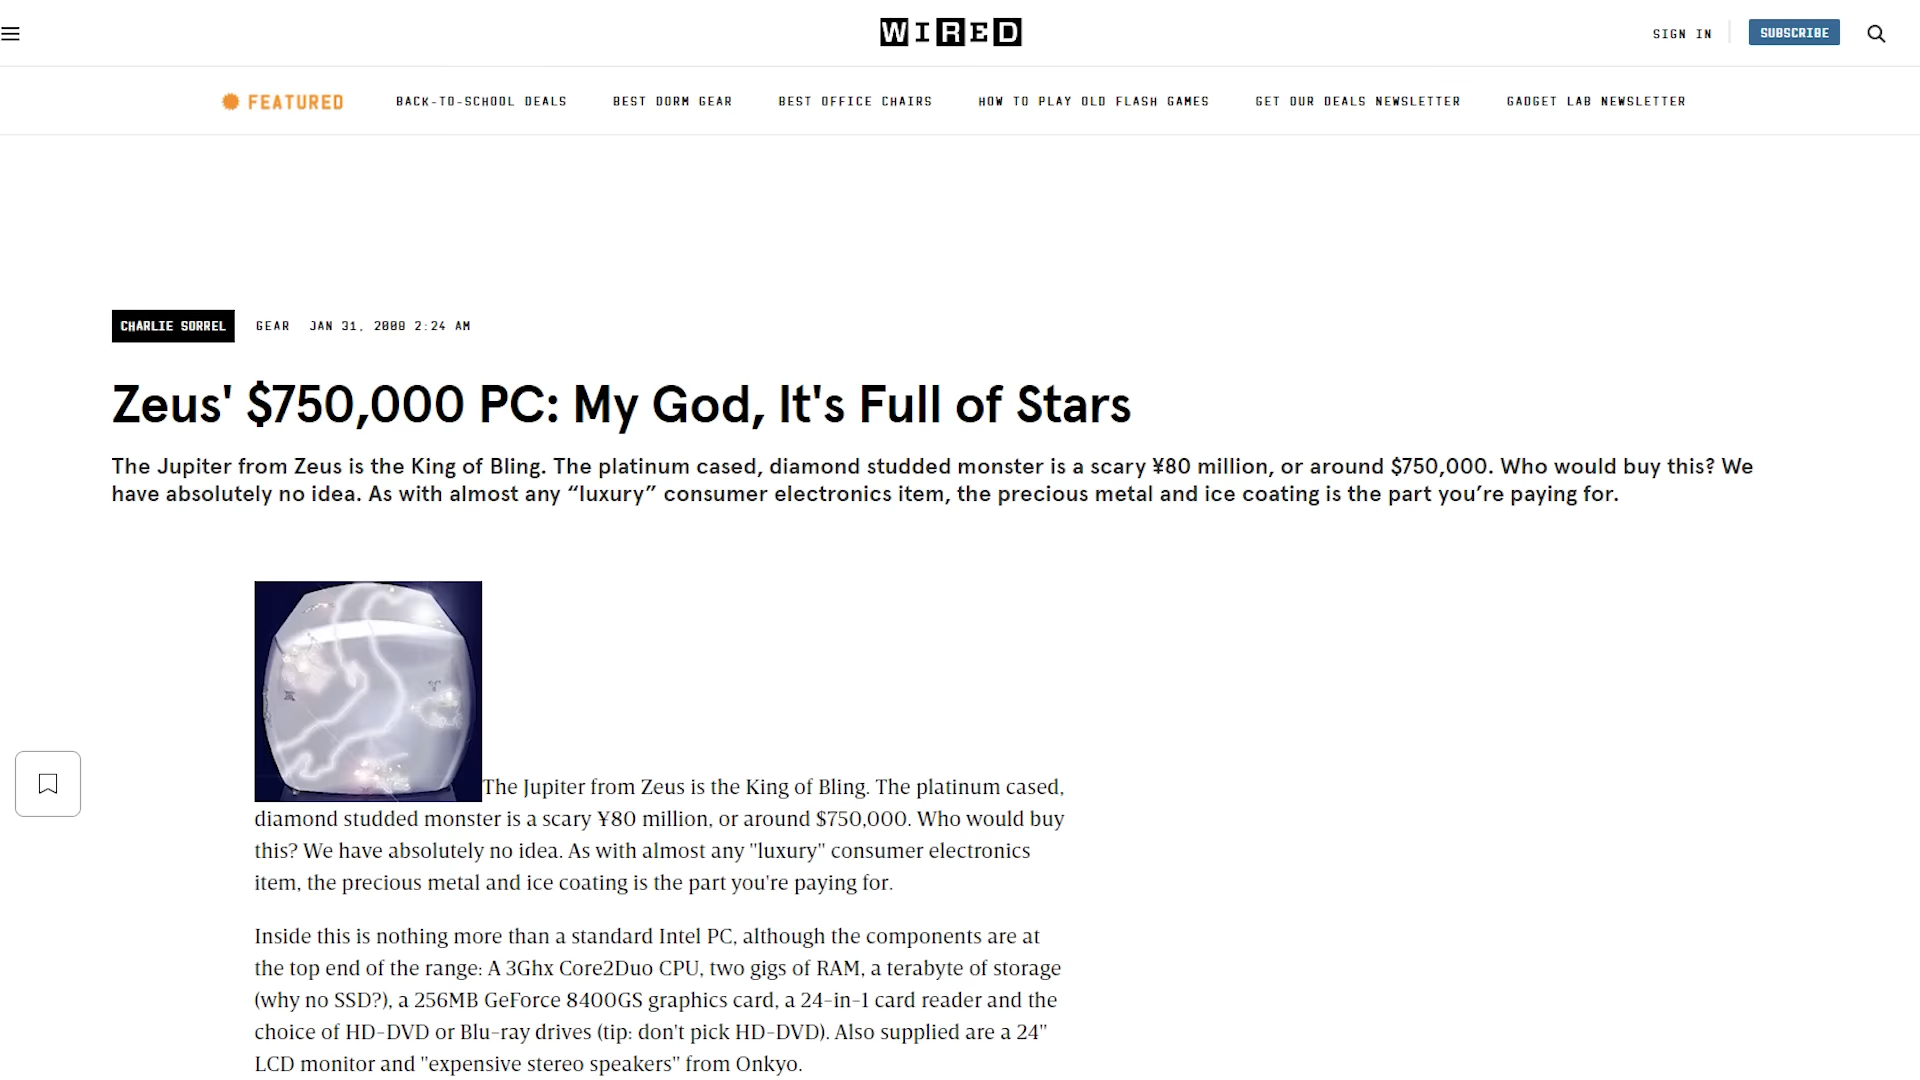 WIRED
SIGN IN
SUBSCRIBE
FEATURED
BACK-TO-SCHOOL DEALS
BEST DORM GEAR
BEST OFFICE CHAIRS
HOW TO PLAY OLD FLASH GAMES
GET OUR DEALS NEWSLETTER
GADGET LAB NEWSLETTER
CHARLIE SORREL
GEAR
JAN 31, 2008 2:24 AM
Zeus' $750,000 PC: My God, It's Full of Stars
The Jupiter from Zeus is the King of Bling. The platinum cased, diamond studded monster is a scary ¥80 million, or around $750,000. Who would buy this? We
have absolutely no idea. As with almost any “luxury” consumer electronics item, the precious metal and ice coating is the part you’re paying for.
The Jupiter from Zeus is the King of Bling. The platinum cased,
diamond studded monster is a scary ¥80 million, or around $750,000. Who would buy
this? We have absolutely no idea. As with almost any "luxury" consumer electronics
item, the precious metal and ice coating is the part you're paying for.
Inside this is nothing more than a standard Intel PC, although the components are at
the top end of the range: A 3Ghx Core2Duo CPU, two gigs of RAM, a terabyte of storage
(why no SSD?), a 256MB GeForce 8400GS graphics card, a 24-in-1 card reader and the
choice of HD-DVD or Blu-ray drives (tip: don't pick HD-DVD). Also supplied are a 24"
LCD monitor and "expensive stereo speakers" from Onkyo.